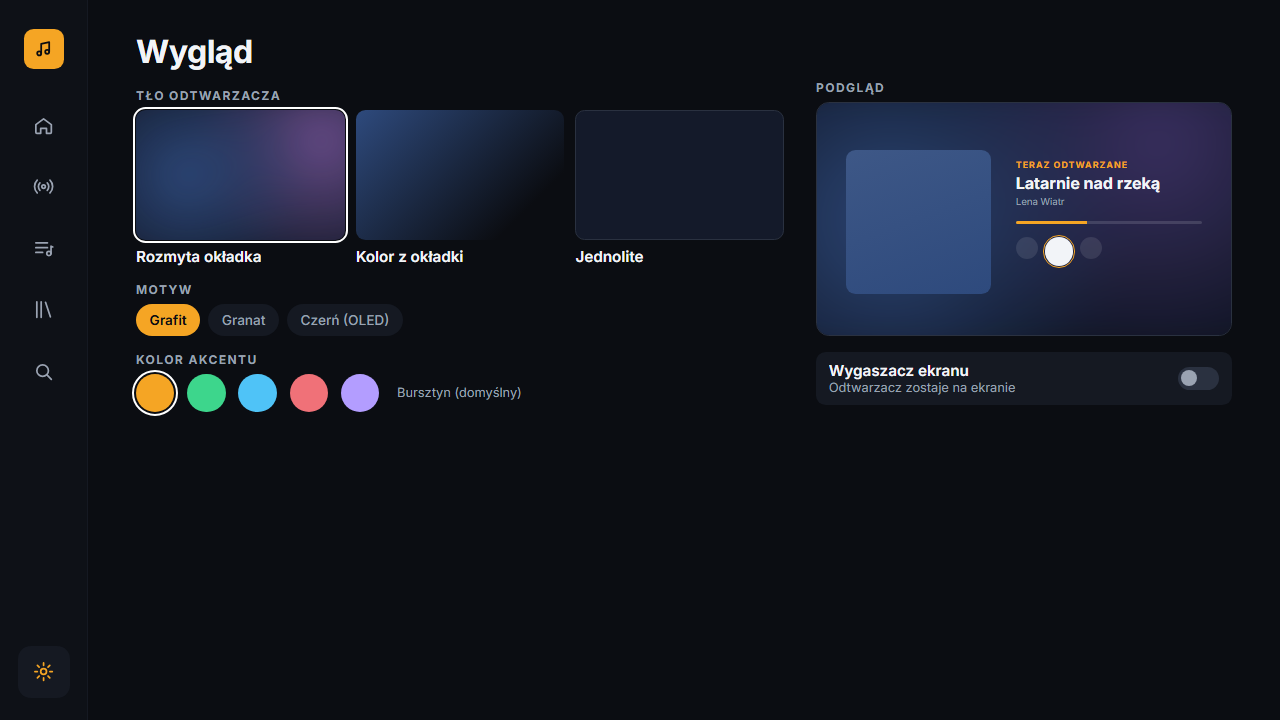 Wygląd
TŁO ODTWARZACZA
Rozmyta okładka
Kolor z okładki
Jednolite
MOTYW
Grafit
Granat
Czerń (OLED)
KOLOR AKCENTU
Bursztyn (domyślny)
PODGLĄD
TERAZ ODTWARZANE
Latarnie nad rzeką
Lena Wiatr
Wygaszacz ekranu
Odtwarzacz zostaje na ekranie